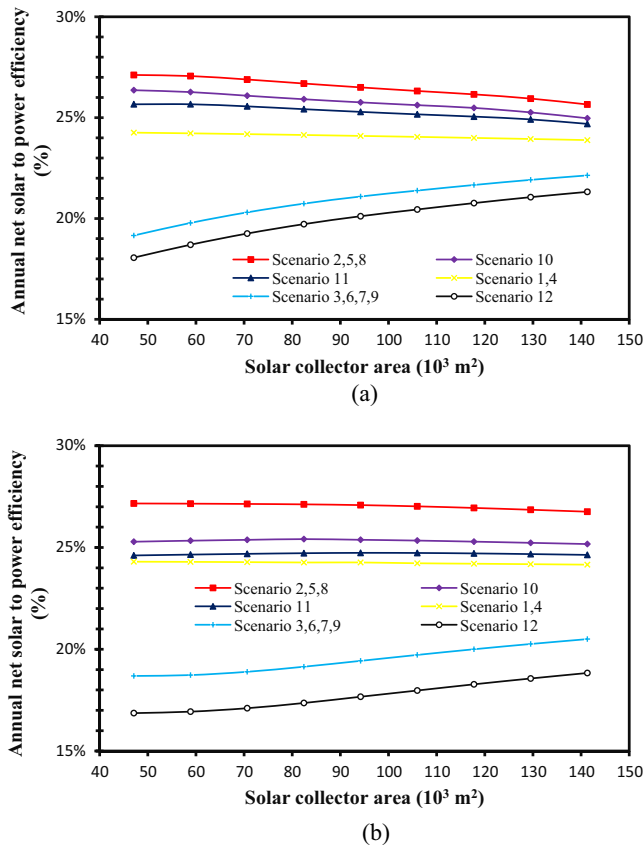 30%
25%
20%
15%
Annual net solar to power efficiency
(%)
Scenario 2,5,8 Scenario 10
Scenario 11 Scenario 1,4
Scenario 3,6,7,9 Scenario 12
40 50 60 70 80 90 100 110 120 130 140 150
Solar collector area (10³ m²)
(a)
30%
25%
20%
15%
Annual net solar to power efficiency
(%)
Scenario 2,5,8 Scenario 10
Scenario 11 Scenario 1,4
Scenario 3,6,7,9 Scenario 12
40 50 60 70 80 90 100 110 120 130 140 150
Solar collector area (10³ m²)
(b)